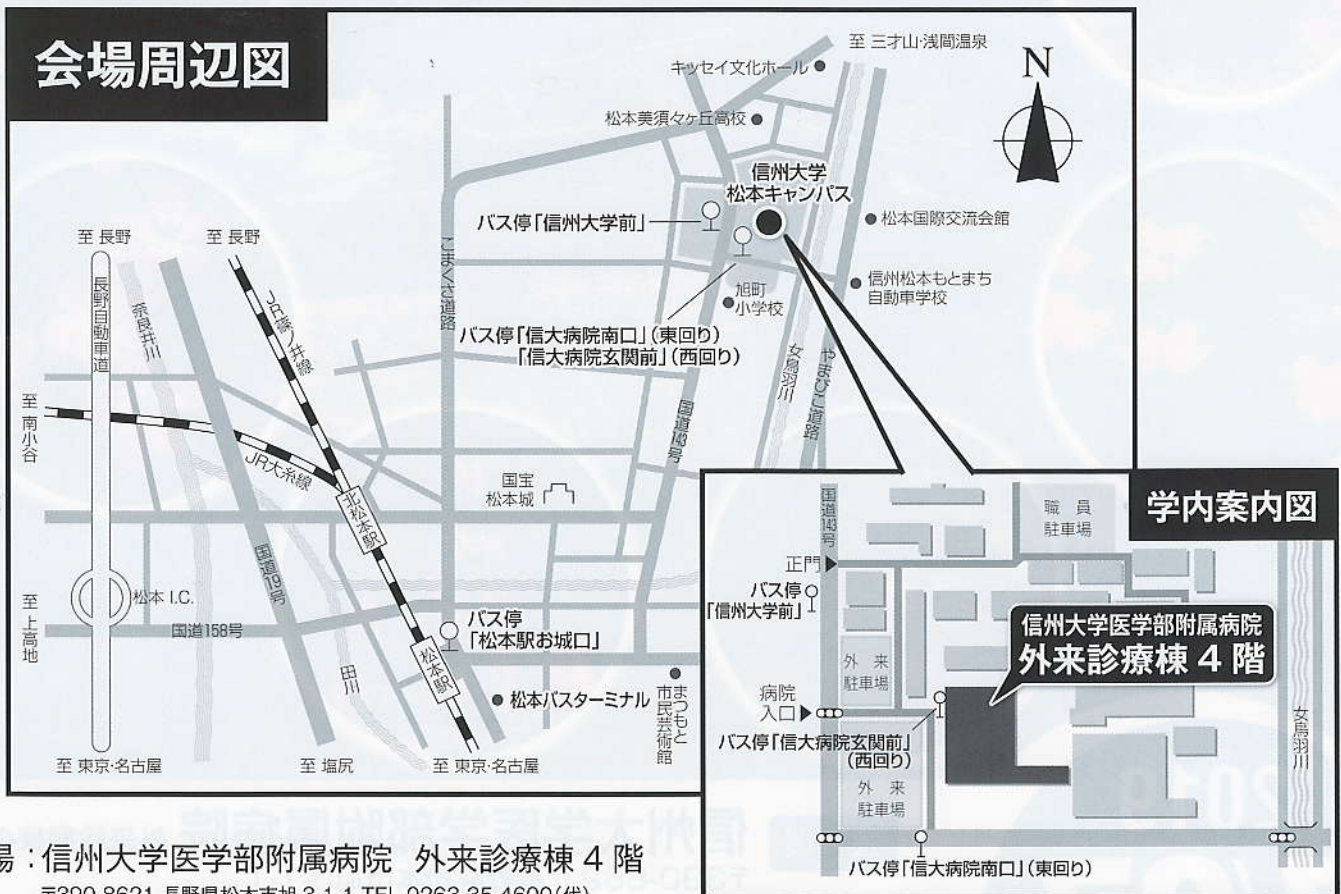 会場周辺図
至 三才山・浅間温泉
キッセイ文化ホール
松本美須々ヶ丘高校
N
信州大学
松本キャンパス
バス停「信州大学前」
松本国際交流会館
信州松本もとまち
自動車学校
旭町
小学校
バス停「信大病院南口」(東回り)
「信大病院玄関前」(西回り)
至 長野
至 長野
長野自動車道
奈良井川
JR篠ノ井線
こまくさ道路
女鳥羽川
やまびこ道路
国道143号
至 南小谷
JR大糸線
北松本駅
国宝
松本城
国道19号
松本 I.C.
至 上高地
国道158号
バス停
「松本駅お城口」
田川
松本駅
松本バスターミナル
まつもと
市民芸術館
至 東京・名古屋
至 塩尻
至 東京・名古屋
学内案内図
国道143号
職員
駐車場
正門
バス停
「信州大学前」
信州大学医学部附属病院
外来診療棟 4 階
外来
駐車場
病院
入口
バス停「信大病院玄関前」
(西回り)
外来
駐車場
女鳥羽川
バス停「信大病院南口」(東回り)
場:信州大学医学部附属病院 外来診療棟 4 階
〒390-8621 長野県松本市旭 3-1-1 TEL 0263-35-4600(代)